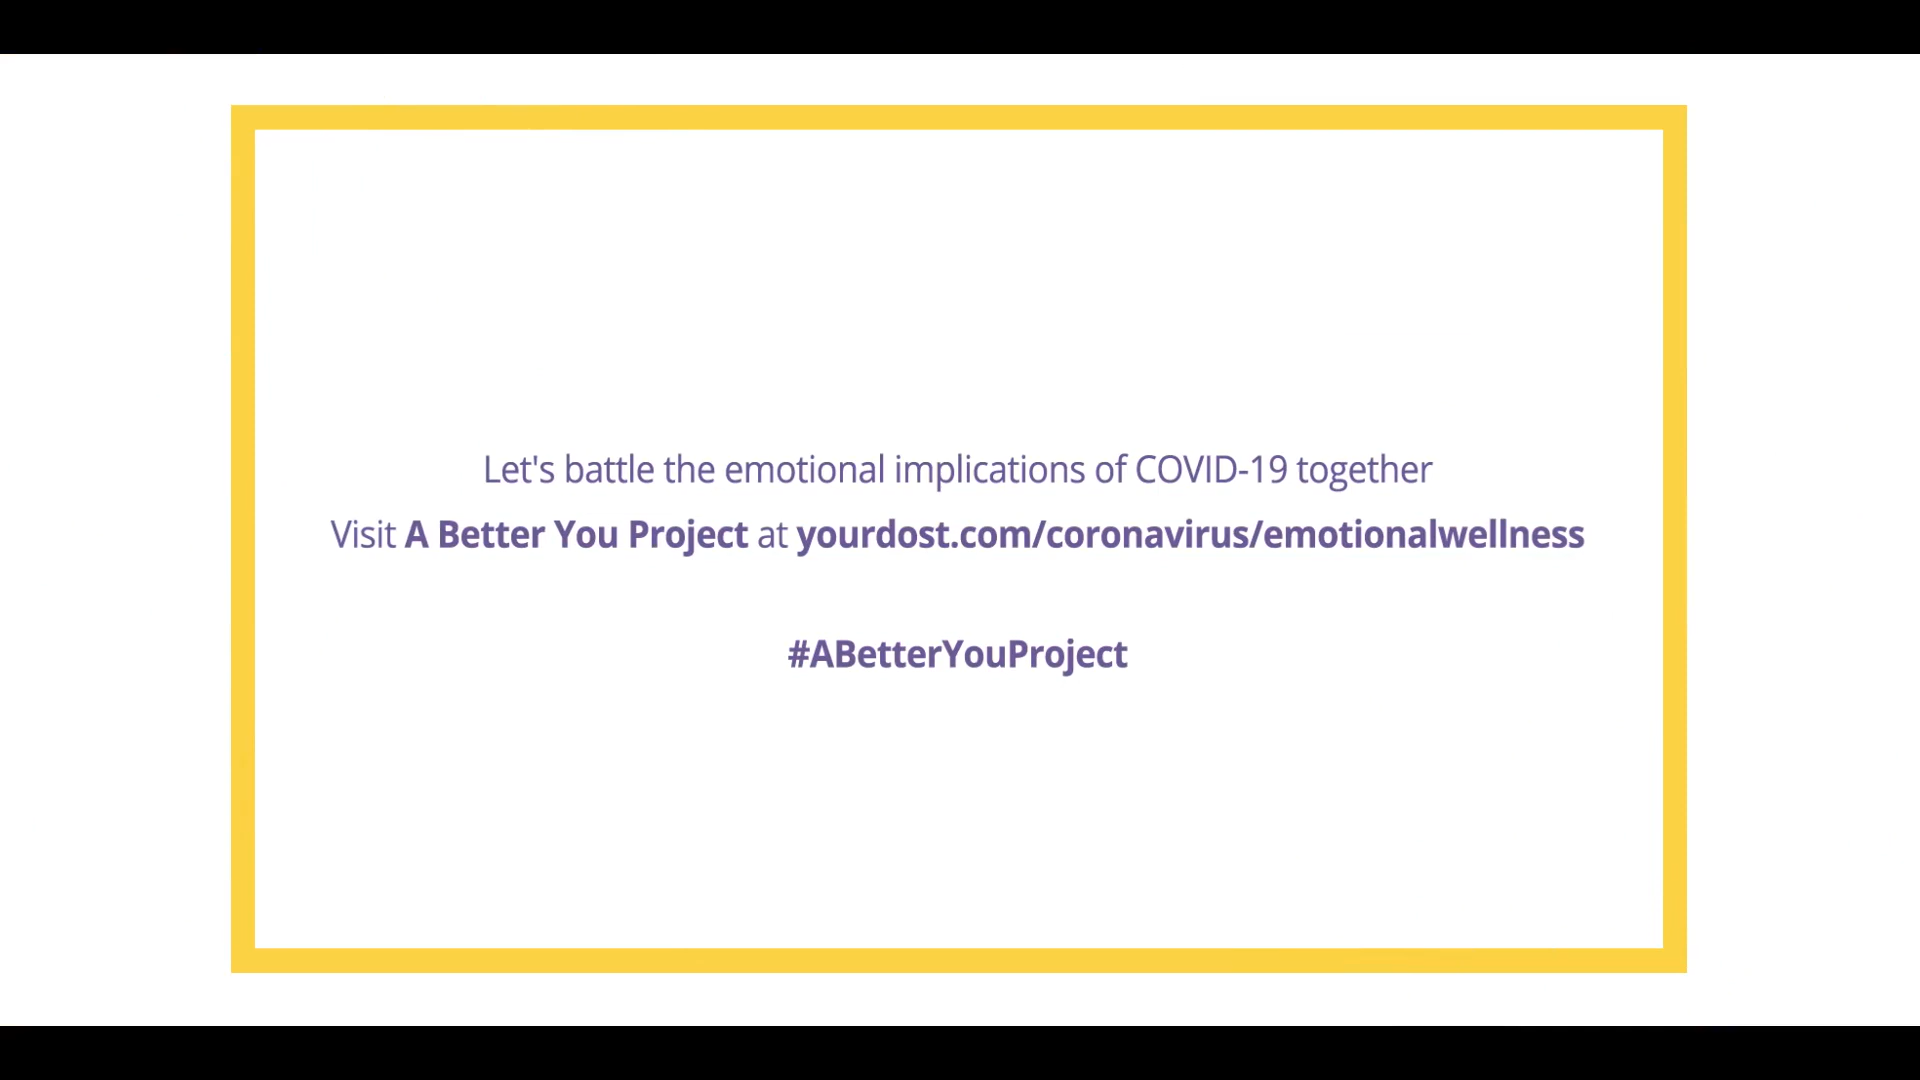 Let's battle the emotional implications of COVID-19 together
Visit A Better You Project at yourdost.com/coronavirus/emotionalwellness
#ABetterYouProject